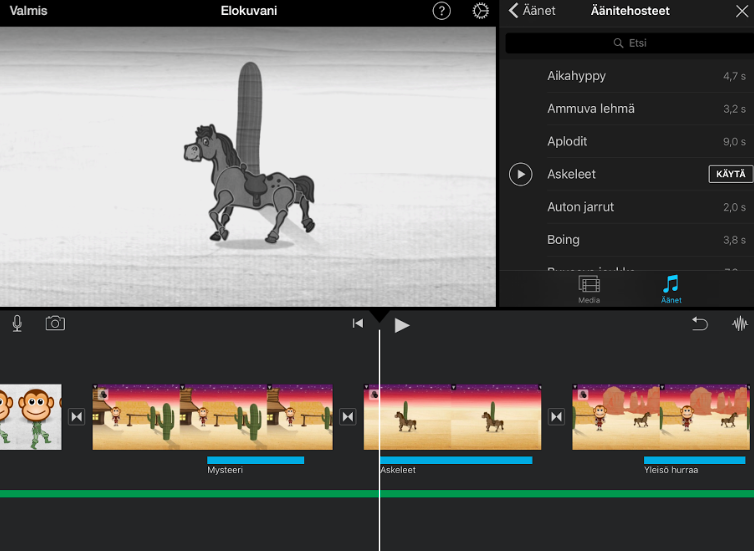 Valmis
Elokuvani
?
Äänet
Äänitehosteet
Etsi
Aikahyppy 4,7 s
Ammuva lehmä 3,2 s
Aplodit 9,0 s
Askeleet KÄYTÄ
Auton jarrut 2,0 s
Boing 3,8 s
Media
Äänet
Mysteeri
Askeleet
Yleisö hurraa